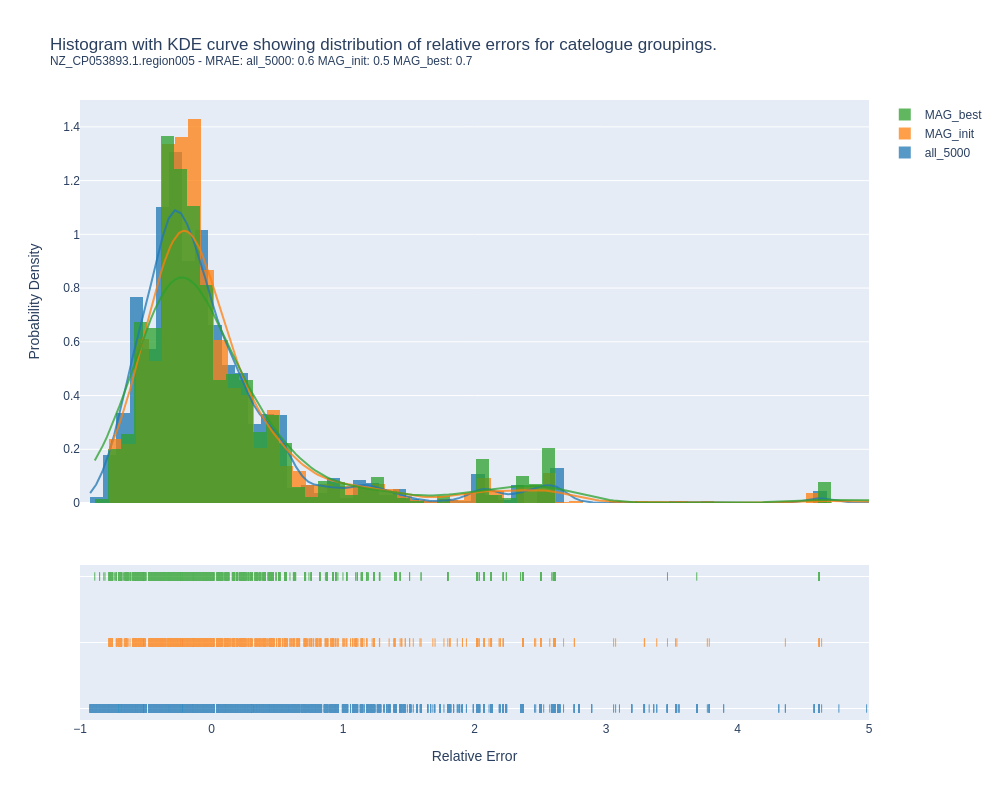 Histogram with KDE curve showing distribution of relative errors for catelogue groupings.
NZ_CP053893.1.region005 - MRAE: all_5000: 0.6 MAG_init: 0.5 MAG_best: 0.7
MAG_best
MAG_init
all_5000
Probability Density
1.4
1.2
1
0.8
0.6
0.4
0.2
0
−1
0
1
2
3
4
5
Relative Error